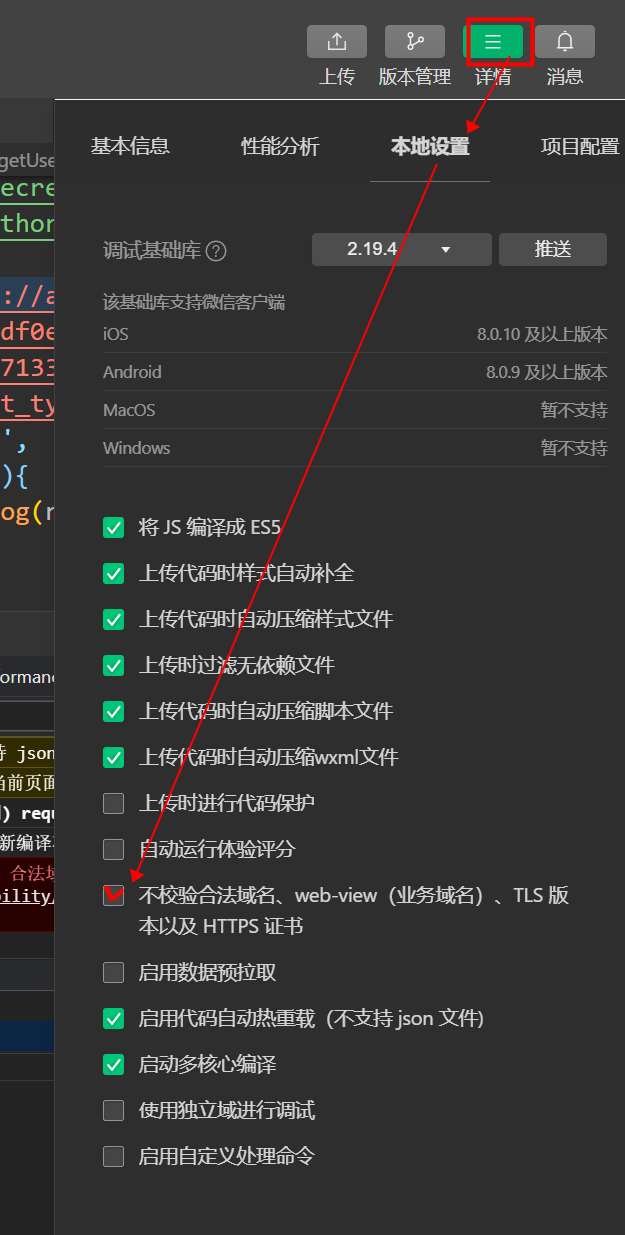 上传
版本管理
详情
消息
基本信息
性能分析
本地设置
项目配置
getUse
ecre
thor
://a
df0e
7133
t_ty
',
){
og(r
调试基础库 ?
2.19.4
推送
该基础库支持微信客户端
iOS
8.0.10 及以上版本
Android
8.0.9 及以上版本
MacOS
暂不支持
Windows
暂不支持
将 JS 编译成 ES5
上传代码时样式自动补全
上传代码时自动压缩样式文件
上传时过滤无依赖文件
orman
上传代码时自动压缩脚本文件
上传代码时自动压缩wxml文件
json
当前页面
上传时进行代码保护
) requ
新编译
自动运行体验评分
合法域
不校验合法域名、web-view（业务域名）、TLS 版
bility/
本以及 HTTPS 证书
启用数据预拉取
启用代码自动热重载（不支持 json 文件)
启动多核心编译
使用独立域进行调试
启用自定义处理命令